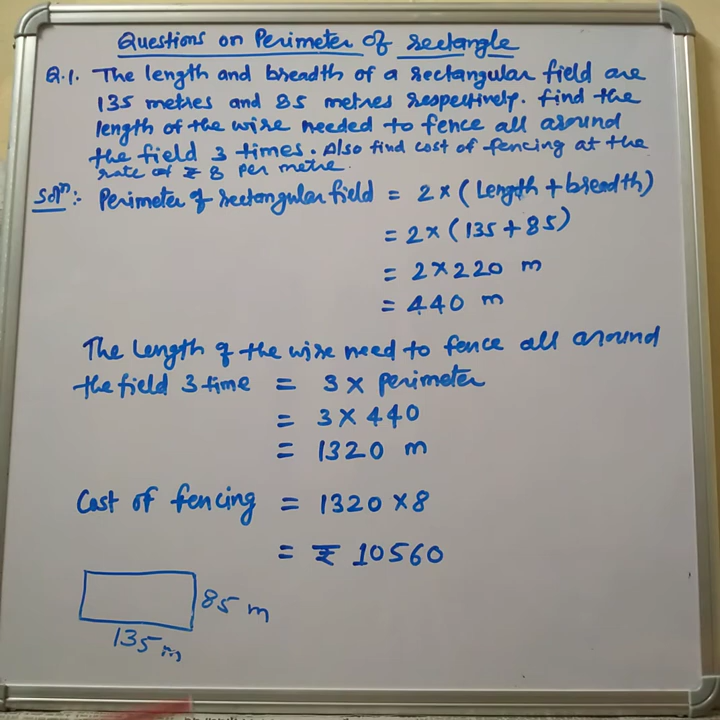 Questions on Perimeter of rectangle
Q.1. The length and breadth of a rectangular field are
135 metres and 85 metres respectively. find the
length of the wire needed to fence all around
the field 3 times. Also find cost of fencing at the
rate of ₹ 8 per metre.
Solⁿ:- Perimeter of rectangular field = 2 × (Length + breadth)
= 2 × (135 + 85)
= 2 × 220 m
= 440 m
The Length of the wire need to fence all around
the field 3 time = 3 × perimeter
= 3 × 440
= 1320 m
Cost of fencing = 1320 × 8
= ₹ 10560
85 m
135 m